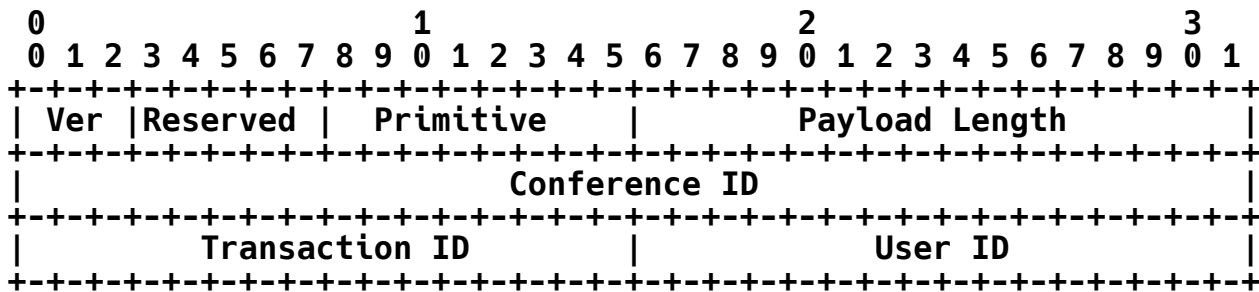 0                   1                   2                   3
 0 1 2 3 4 5 6 7 8 9 0 1 2 3 4 5 6 7 8 9 0 1 2 3 4 5 6 7 8 9 0 1
+-+-+-+-+-+-+-+-+-+-+-+-+-+-+-+-+-+-+-+-+-+-+-+-+-+-+-+-+-+-+-+-+
| Ver |Reserved |  Primitive    |        Payload Length         |
+-+-+-+-+-+-+-+-+-+-+-+-+-+-+-+-+-+-+-+-+-+-+-+-+-+-+-+-+-+-+-+-+
|                         Conference ID                         |
+-+-+-+-+-+-+-+-+-+-+-+-+-+-+-+-+-+-+-+-+-+-+-+-+-+-+-+-+-+-+-+-+
|         Transaction ID        |            User ID            |
+-+-+-+-+-+-+-+-+-+-+-+-+-+-+-+-+-+-+-+-+-+-+-+-+-+-+-+-+-+-+-+-+